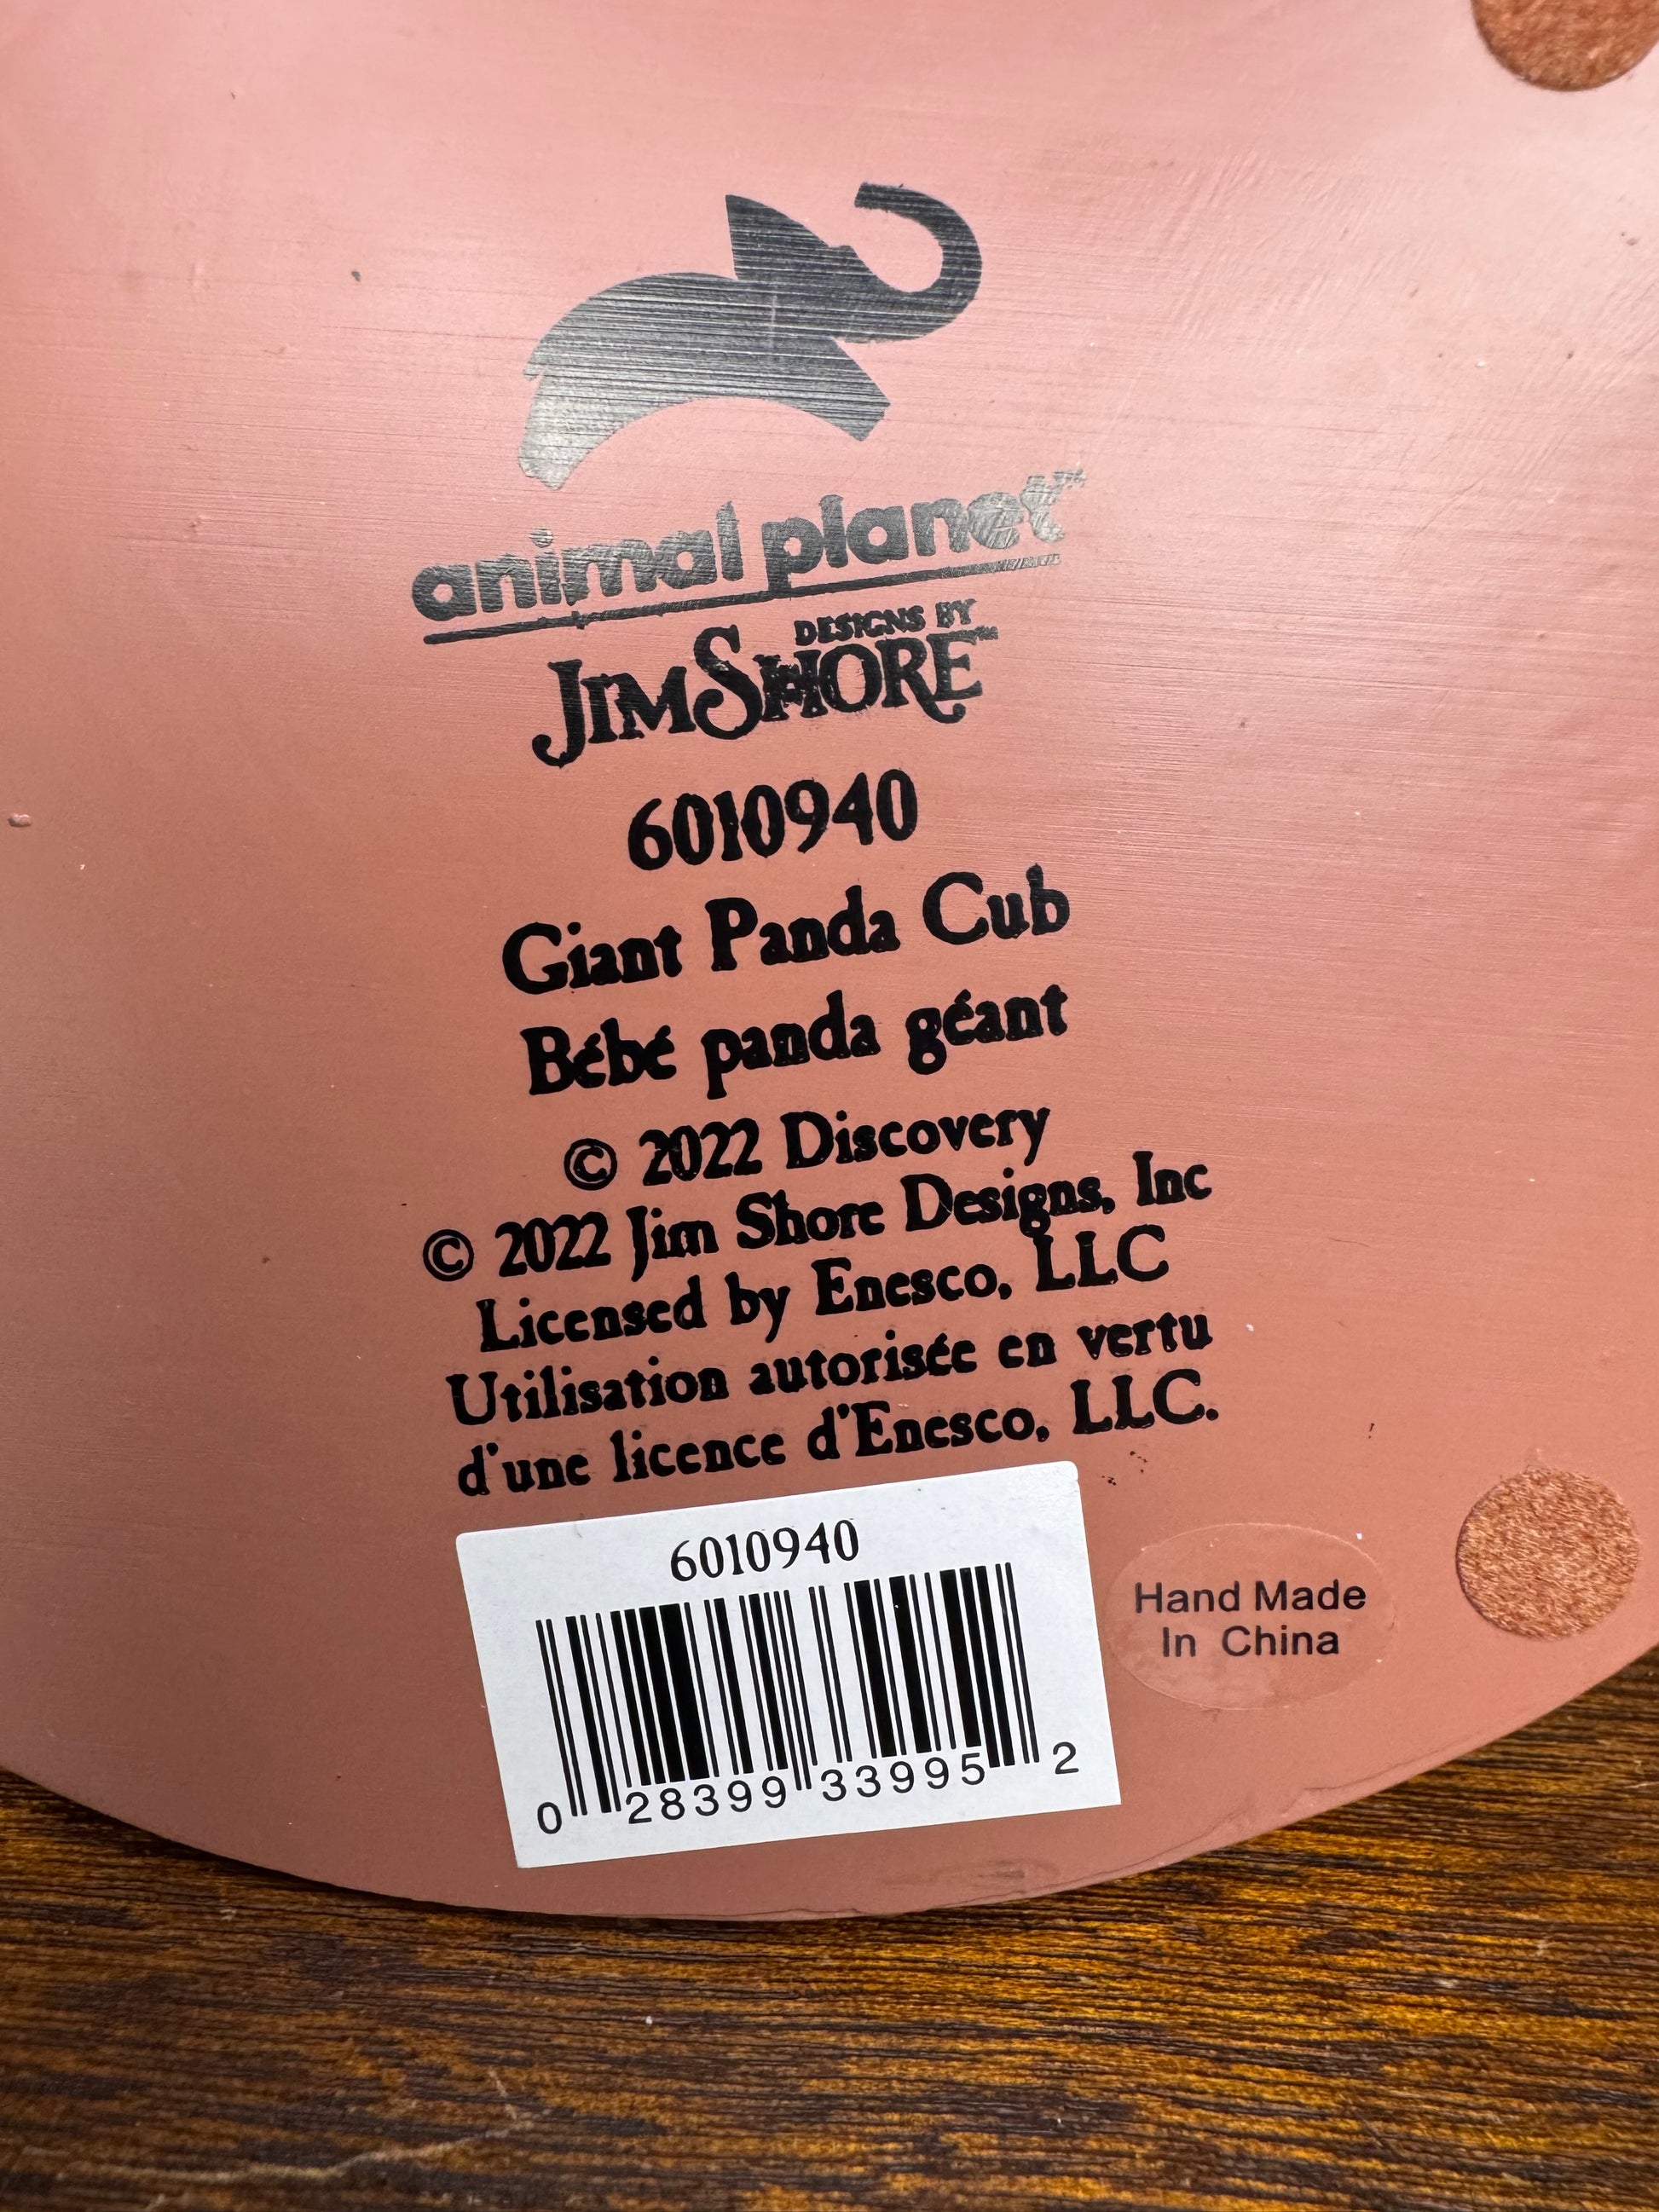 animal planet™
DESIGNS BY
JIM SHORE™
6010940
Giant Panda Cub
Bébé panda géant
© 2022 Discovery
© 2022 Jim Shore Designs, Inc
Licensed by Enesco, LLC
Utilisation autorisée en vertu
d'une licence d'Enesco, LLC.
6010940
0 28399 33995 2
Hand Made
In China